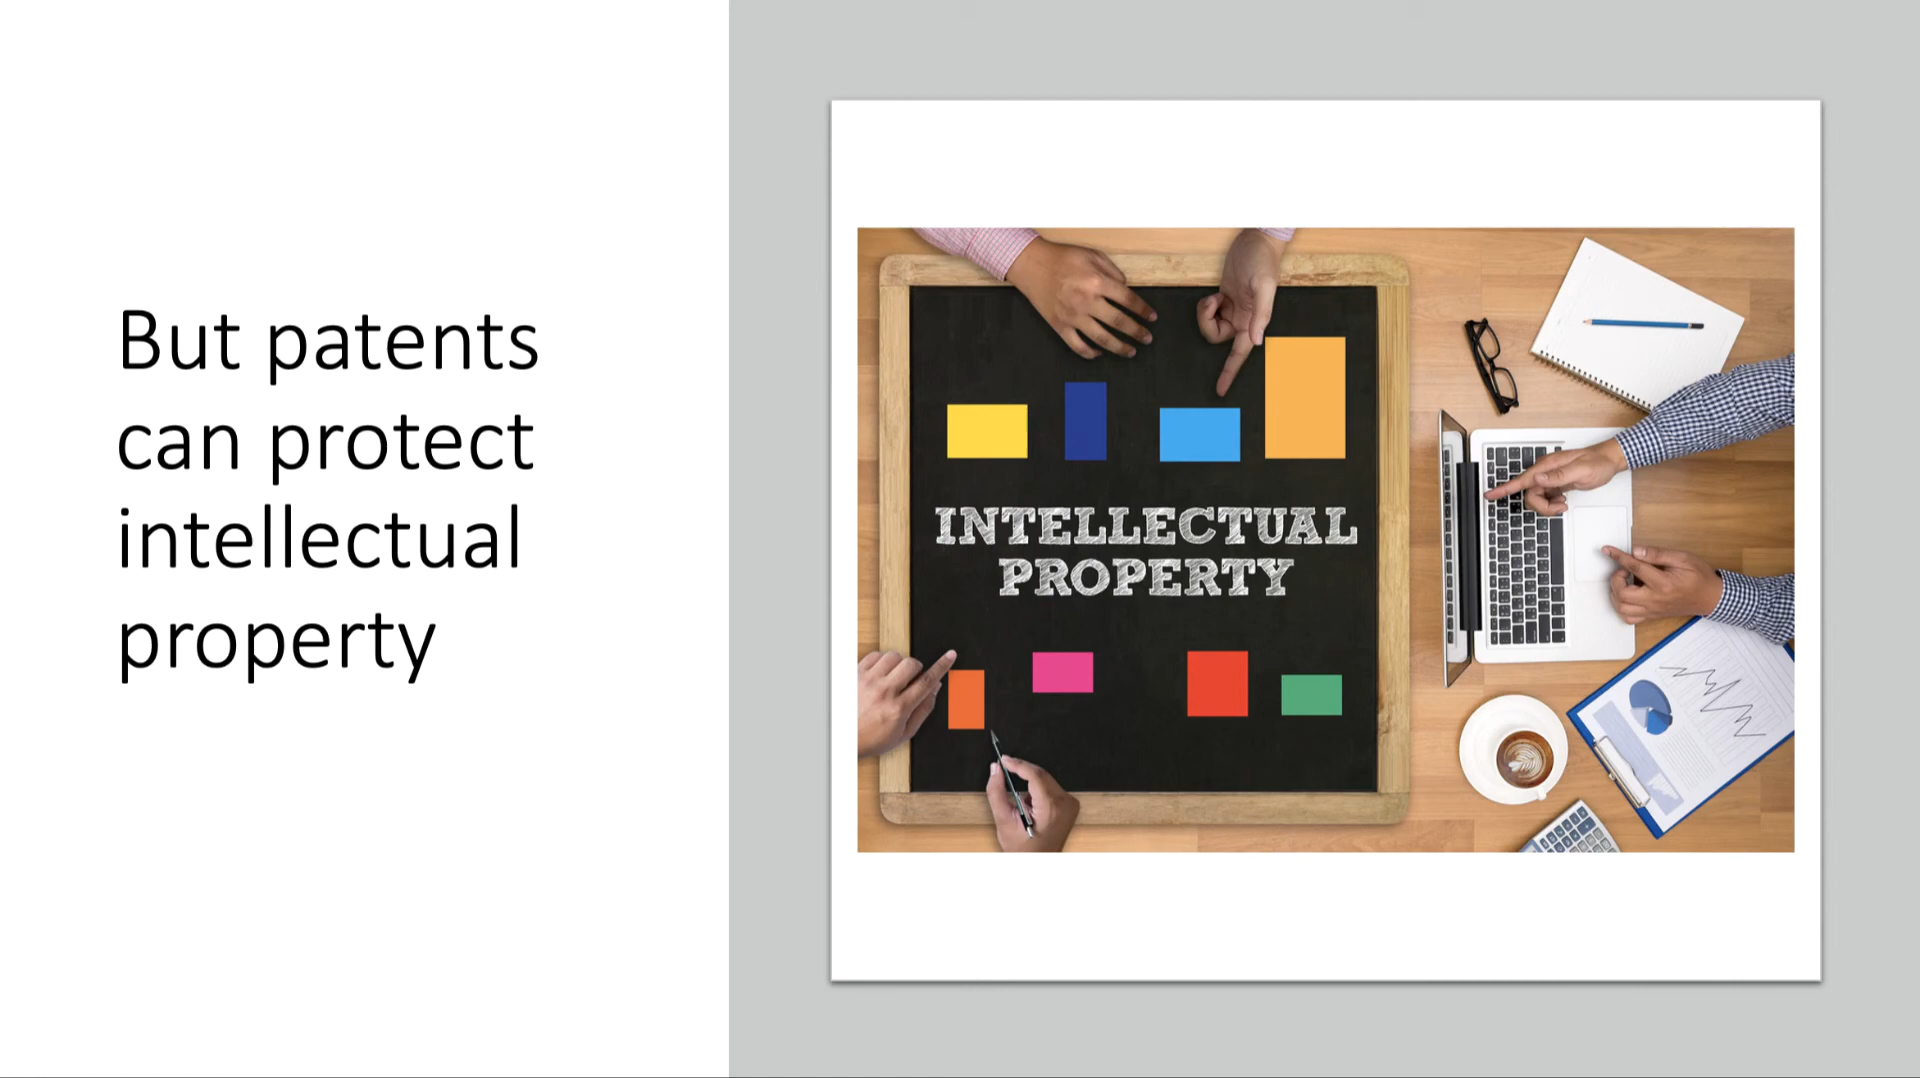 But patents
can protect
intellectual
property
INTELLECTUAL
PROPERTY